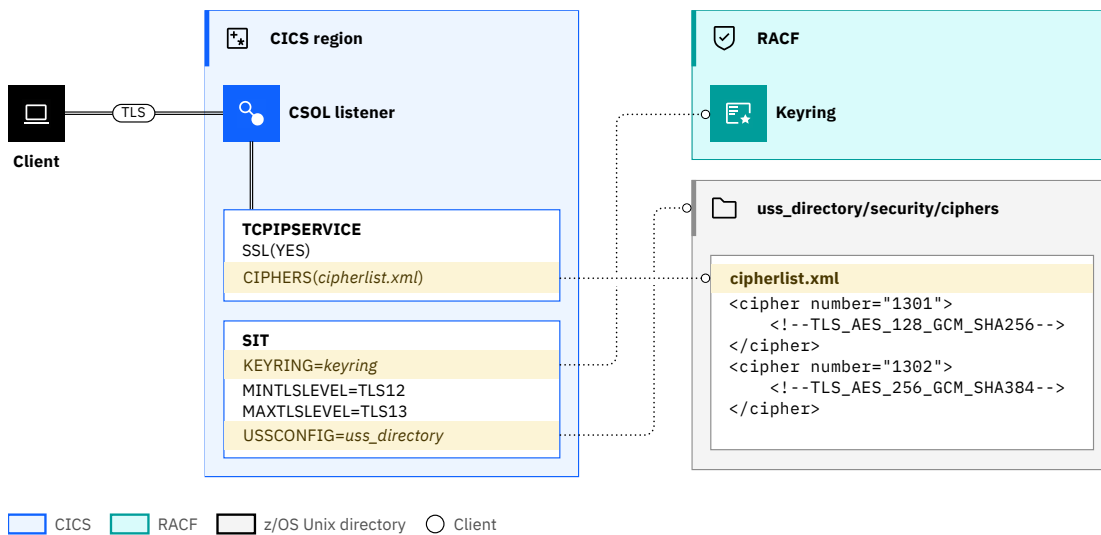 CICS region
RACF
TLS
CSOL listener
Keyring
Client
TCPIPSERVICE
SSL(YES)
CIPHERS(cipherlist.xml)
SIT
KEYRING=keyring
MINTLSLEVEL=TLS12
MAXTLSLEVEL=TLS13
USSCONFIG=uss_directory
uss_directory/security/ciphers
cipherlist.xml
<cipher number="1301">
    <!--TLS_AES_128_GCM_SHA256-->
</cipher>
<cipher number="1302">
    <!--TLS_AES_256_GCM_SHA384-->
</cipher>
CICS
RACF
z/OS Unix directory
Client